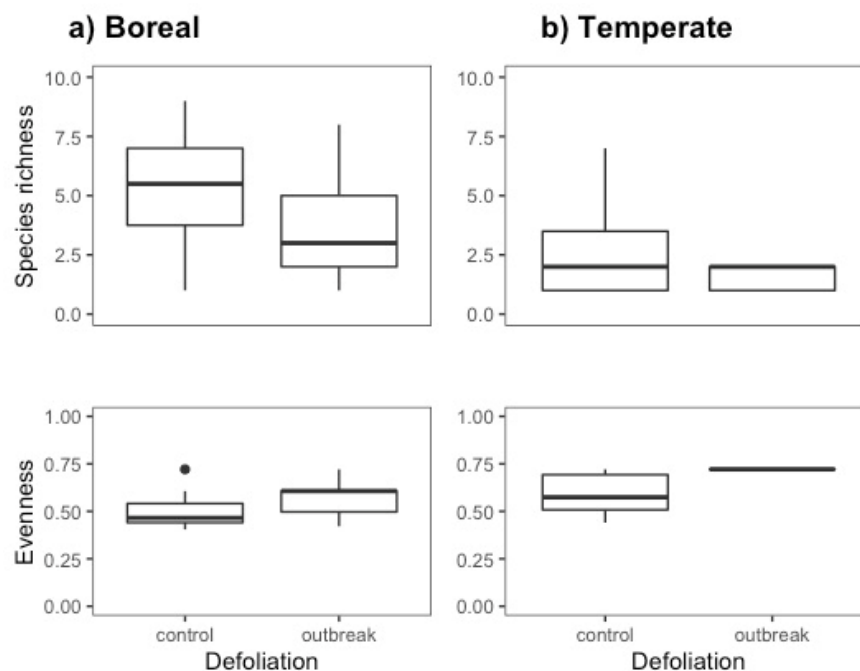 a) Boreal
b) Temperate
Species richness
10.0
7.5
5.0
2.5
0.0
10.0
7.5
5.0
2.5
0.0
Evenness
1.00
0.75
0.50
0.25
0.00
1.00
0.75
0.50
0.25
0.00
control outbreak
control outbreak
Defoliation
Defoliation